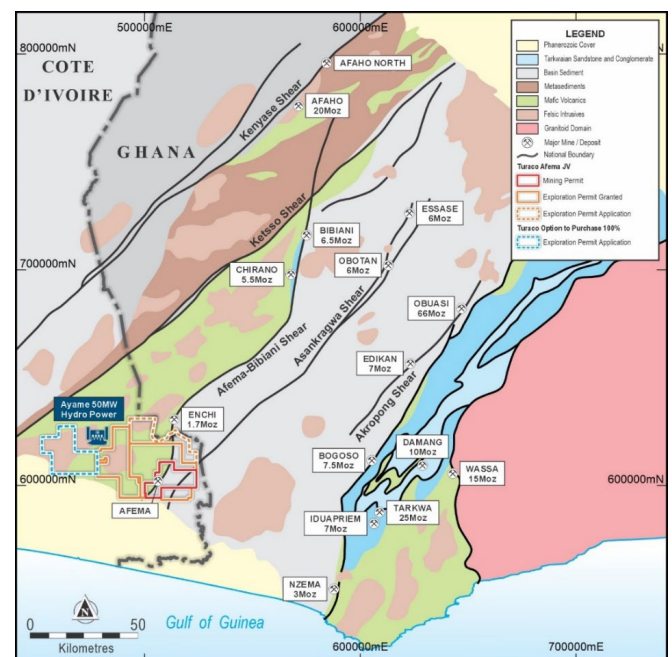 500000mE
600000mE
800000mN
800000mN
COTE
D'IVOIRE
GHANA
Kenyase Shear
AFAHO NORTH
AFAHO
20Moz
Ketsso Shear
BIBIANI
6.5Moz
CHIRANO
5.5Moz
ESSASE
6Moz
OBOTAN
6Moz
700000mN
700000mN
OBUASI
66Moz
Asankragwa Shear
Afema-Bibiani Shear
EDIKAN
7Moz
Akropong Shear
Ayame 50MW
Hydro Power
ENCHI
1.7Moz
BOGOSO
7.5Moz
DAMANG
10Moz
WASSA
15Moz
600000mN
600000mN
AFEMA
IDUAPRIEM
7Moz
TARKWA
25Moz
NZEMA
3Moz
N
0
50
Kilometres
Gulf of Guinea
600000mE
700000mE
LEGEND
Phanerozoic Cover
Tarkwaian Sandstone and Conglomerate
Basin Sediment
Metasediments
Mafic Volcanics
Felsic Intrusives
Granitoid Domain
Major Mine / Deposit
National Boundary
Turaco Afema JV
Mining Permit
Exploration Permit Granted
Exploration Permit Application
Turaco Option to Purchase 100%
Exploration Permit Application